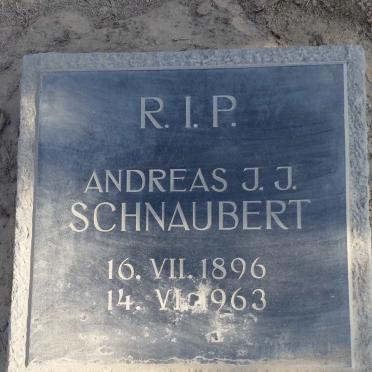 R. I. P.
ANDREAS J. J.
SCHNAUBERT
16. VII. 1896
14. VI. 1963